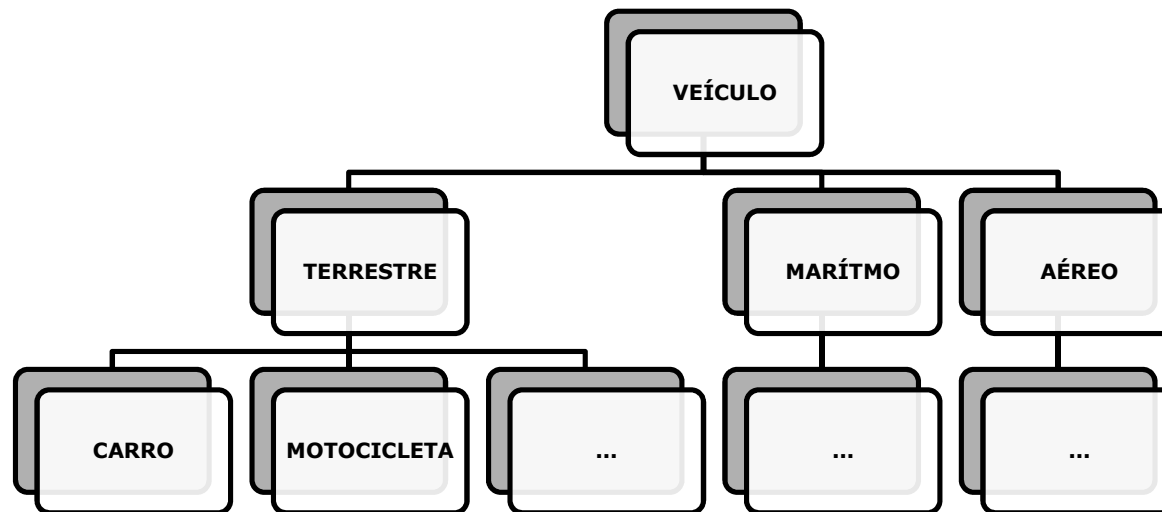 VEÍCULO
TERRESTRE
MARÍTMO
AÉREO
CARRO
MOTOCICLETA
...
...
...